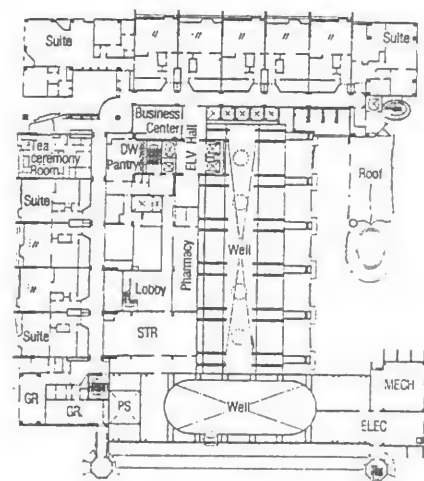 Suite
〃
〃
〃
〃
〃
Suite
Business
Center
Tea
ceremony
Room
DW
Pantry
ELV Hall
Roof
Suite
〃
Well
〃
Pharmacy
Lobby
Suite
STR
GR
GR
PS
Well
MECH
ELEC